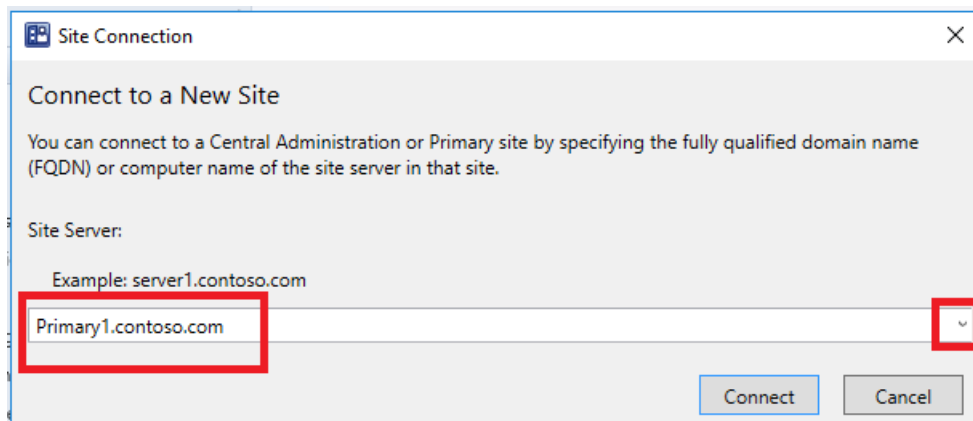 Site Connection
Connect to a New Site
You can connect to a Central Administration or Primary site by specifying the fully qualified domain name
(FQDN) or computer name of the site server in that site.
Site Server:
Example: server1.contoso.com
Primary1.contoso.com
Connect Cancel